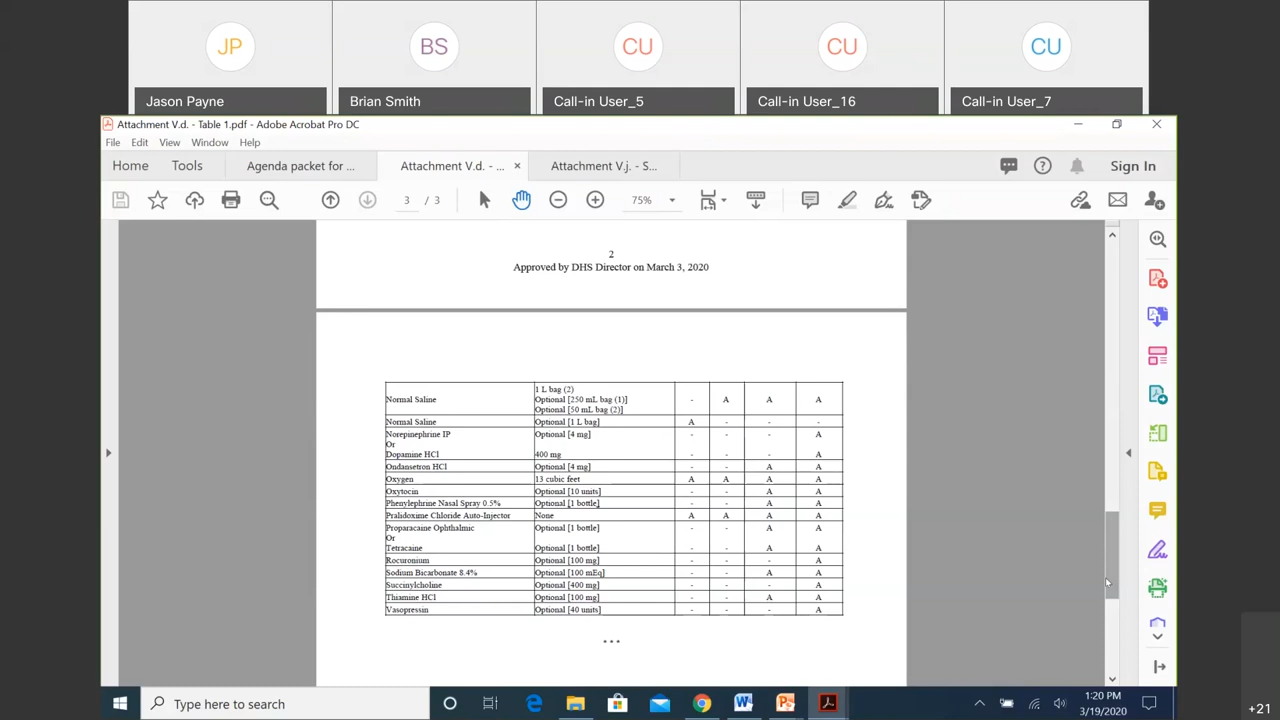 JP
BS
CU
CU
CU
Jason Payne
Brian Smith
Call-in User_5
Call-in User_16
Call-in User_7
Attachment V.d. - Table 1.pdf - Adobe Acrobat Pro DC
File Edit View Window Help
Home Tools Agenda packet for ... Attachment V.d. - ... × Attachment V.j. - S... Sign In
3 / 3 75%
2
Approved by DHS Director on March 3, 2020
1 L bag (2)
Normal Saline Optional [250 mL bag (1)] - A A A
Optional [50 mL bag (2)]
Normal Saline Optional [1 L bag] A - - -
Norepinephrine IP Optional [4 mg] - - - A
Or
Dopamine HCl 400 mg - - - A
Ondansetron HCl Optional [4 mg] - - A A
Oxygen 13 cubic feet A A A A
Oxytocin Optional [10 units] - - A A
Phenylephrine Nasal Spray 0.5% Optional [1 bottle] - - A A
Pralidoxime Chloride Auto-Injector None A A A A
Proparacaine Ophthalmic Optional [1 bottle] - - A A
Or
Tetracaine Optional [1 bottle] - - A A
Rocuronium Optional [100 mg] - - - A
Sodium Bicarbonate 8.4% Optional [100 mEq] - - A A
Succinylcholine Optional [400 mg] - - - A
Thiamine HCl Optional [100 mg] - - A A
Vasopressin Optional [40 units] - - - A
...
Type here to search
1:20 PM
3/19/2020
+21